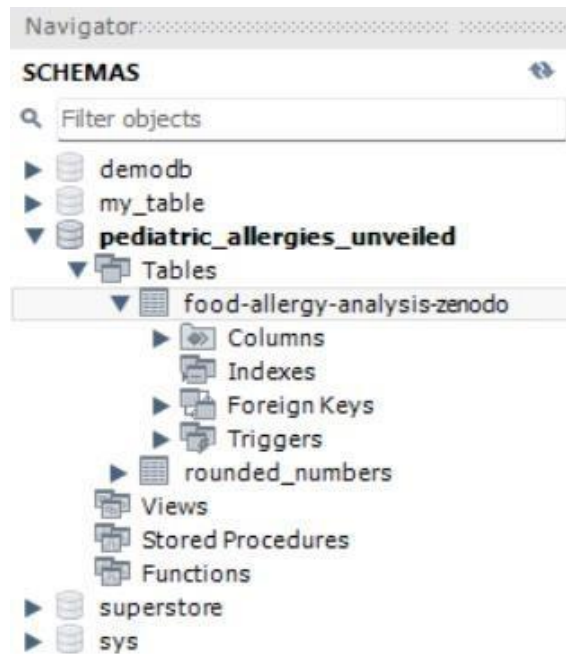 Navigator
SCHEMAS
Filter objects
demodb
my_table
pediatric_allergies_unveiled
Tables
food-allergy-analysis-zenodo
Columns
Indexes
Foreign Keys
Triggers
rounded_numbers
Views
Stored Procedures
Functions
superstore
sys